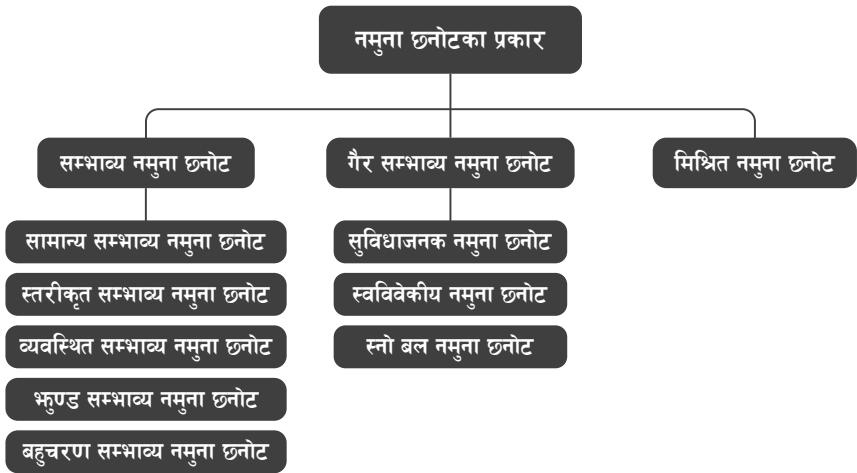 नमुना छनोटका प्रकार
सम्भाव्य नमुना छनोट
गैर सम्भाव्य नमुना छनोट
मिश्रित नमुना छनोट
सामान्य सम्भाव्य नमुना छनोट
स्तरीकृत सम्भाव्य नमुना छनोट
व्यवस्थित सम्भाव्य नमुना छनोट
झुण्ड सम्भाव्य नमुना छनोट
बहुचरण सम्भाव्य नमुना छनोट
सुविधाजनक नमुना छनोट
स्वविवेकीय नमुना छनोट
स्नो बल नमुना छनोट